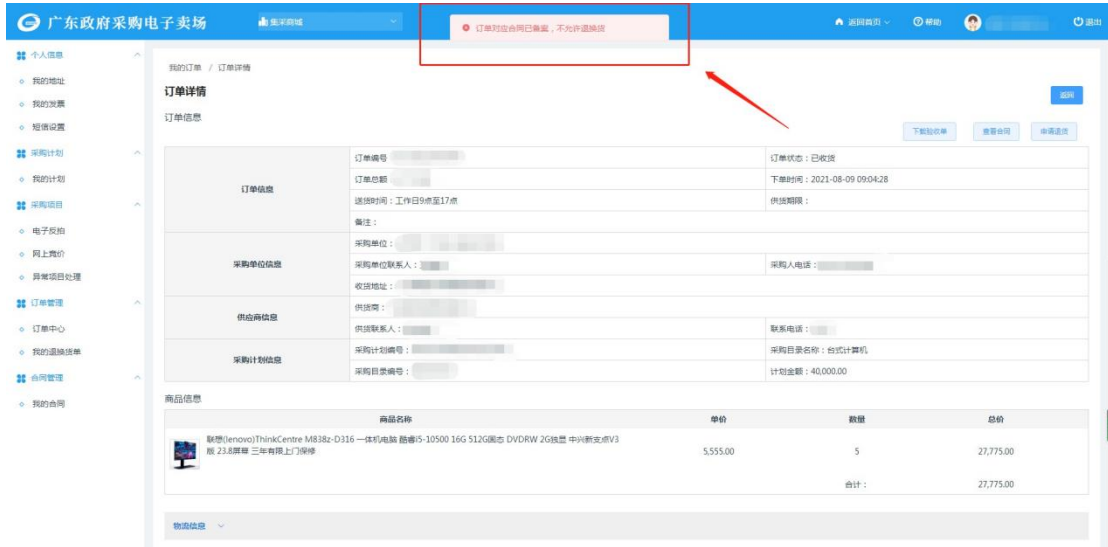 广东政府采购电子卖场
集采商城
订单对应合同已备案，不允许退换货
返回首页
帮助
退出
个人信息
我的地址
我的发票
短信设置
采购计划
我的计划
采购项目
电子反拍
网上竞价
异常项目处理
订单管理
订单中心
我的退换货单
合同管理
我的合同
我的订单 / 订单详情
订单详情
返回
订单信息
下载验收单 查看合同 申请退货
订单信息
订单编号
订单状态：已收货
订单总额：
下单时间：2021-08-09 09:04:28
送货时间：工作日9点至17点
供货期限：
备注：
采购单位信息
采购单位：
采购单位联系人：
采购人电话：
收货地址：
供应商信息
供货商：
供货联系人：
联系电话：
采购计划信息
采购计划编号：
采购目录名称：台式计算机
采购目录编号：
计划金额：40,000.00
商品信息
商品名称 单价 数量 总价
联想(lenovo)ThinkCentre M838z-D316 一体机电脑 酷睿i5-10500 16G 512G固态 DVDRW 2G独显 中兴新支点V3
版 23.8屏幕 三年有限上门保修
5,555.00 5 27,775.00
合计： 27,775.00
物流信息